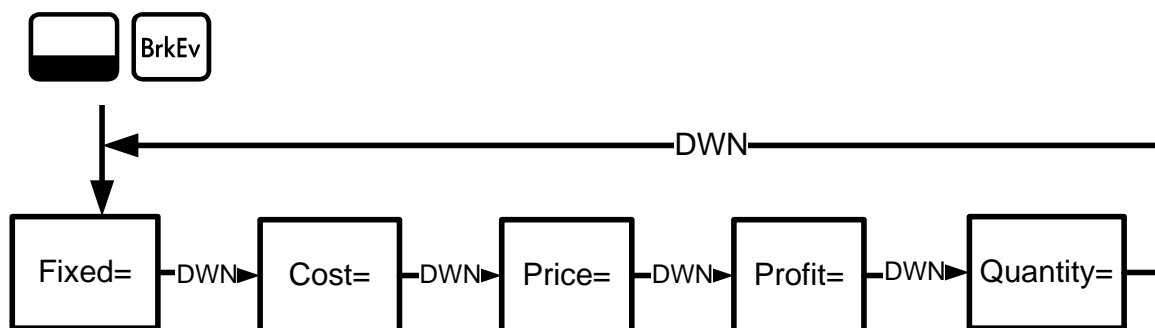 BrkEv
DWN
Fixed= DWN Cost= DWN Price= DWN Profit= DWN Quantity=